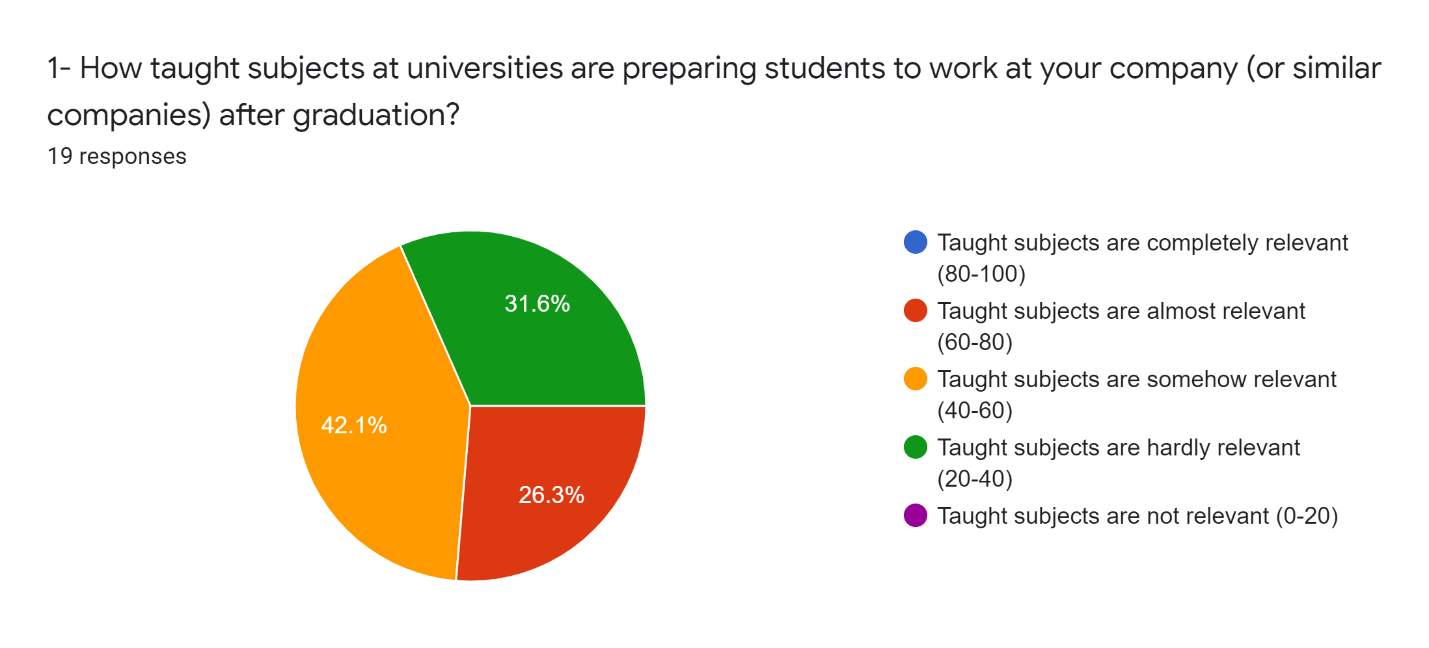 1- How taught subjects at universities are preparing students to work at your company (or similar
companies) after graduation?
19 responses
31.6%
42.1%
26.3%
Taught subjects are completely relevant
(80-100)
Taught subjects are almost relevant
(60-80)
Taught subjects are somehow relevant
(40-60)
Taught subjects are hardly relevant
(20-40)
Taught subjects are not relevant (0-20)